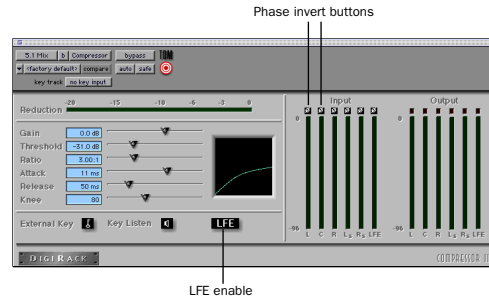 Phase invert buttons
5.1 Mix b Compressor bypass TDM
<factory default> compare auto safe
key track no key input
Reduction -20 -15 -10 -6 -3 0
Gain 0.0 dB
Threshold -31.0 dB
Ratio 3.00:1
Attack 11 ms
Release 50 ms
Knee 80
External Key Key Listen LFE
Input
0
-96
L C R Ls Rs LFE
Output
0
-96
L C R Ls Rs LFE
DIGIRACK
COMPRESSOR II
LFE enable